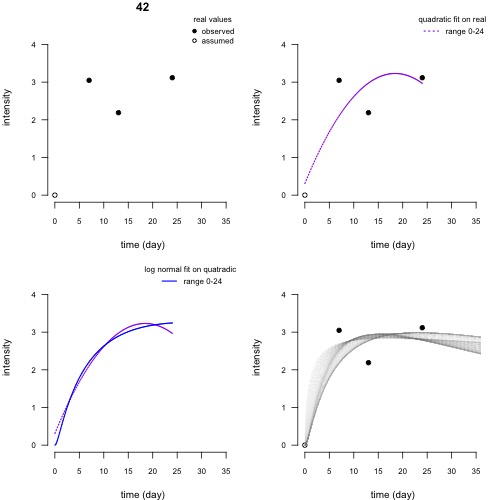 42
real values
observed
assumed
intensity
4
3
2
1
0
0 5 10 15 20 25 30 35
time (day)
quadratic fit on real
range 0-24
intensity
4
3
2
1
0
0 5 10 15 20 25 30 35
time (day)
log normal fit on quatradic
range 0-24
intensity
4
3
2
1
0
0 5 10 15 20 25 30 35
time (day)
intensity
4
3
2
1
0
0 5 10 15 20 25 30 35
time (day)